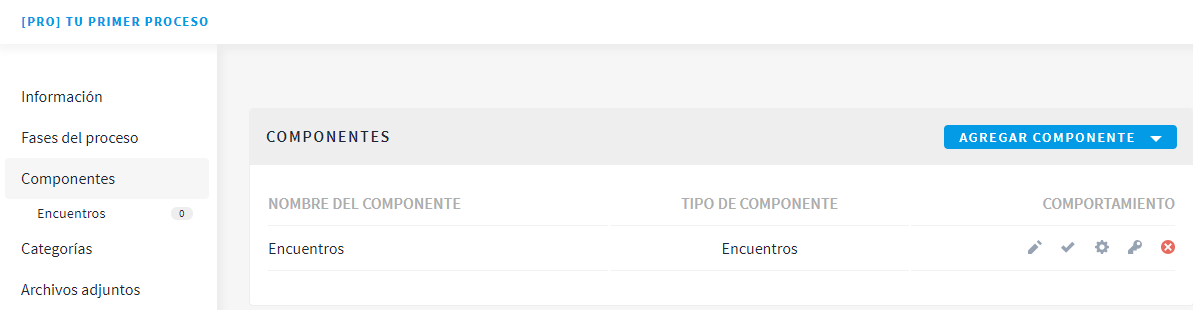 [PRO] TU PRIMER PROCESO
Información
Fases del proceso
Componentes
Encuentros 0
Categorías
Archivos adjuntos
COMPONENTES AGREGAR COMPONENTE
NOMBRE DEL COMPONENTE TIPO DE COMPONENTE COMPORTAMIENTO
Encuentros Encuentros